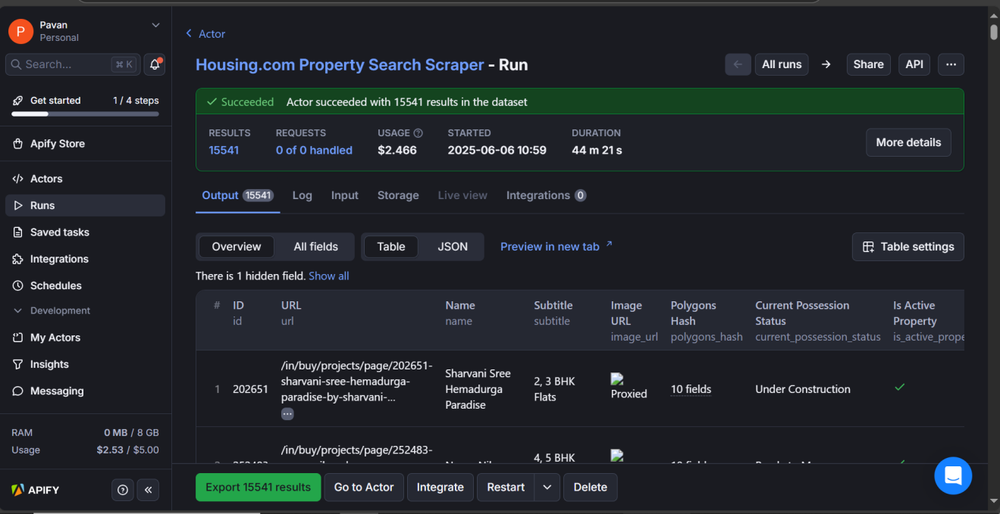 P
Pavan
Personal
Search...
⌘ K
Get started
1 / 4 steps
Apify Store
Actors
Runs
Saved tasks
Integrations
Schedules
Development
My Actors
Insights
Messaging
RAM
0 MB / 8 GB
Usage
$2.53 / $5.00
APIFY
Actor
Housing.com Property Search Scraper - Run
All runs
Share
API
Succeeded
Actor succeeded with 15541 results in the dataset
RESULTS
15541
REQUESTS
0 of 0 handled
USAGE
$2.466
STARTED
2025-06-06 10:59
DURATION
44 m 21 s
More details
Output 15541
Log
Input
Storage
Live view
Integrations 0
Overview
All fields
Table
JSON
Preview in new tab
Table settings
There is 1 hidden field. Show all
#
ID
id
URL
url
Name
name
Subtitle
subtitle
Image
URL
image_url
Polygons
Hash
polygons_hash
Current Possession
Status
current_possession_status
Is Active
Property
is_active_prope
1
202651
/in/buy/projects/page/202651-
sharvani-sree-hemadurga-
paradise-by-sharvani-...
Sharvani Sree
Hemadurga
Paradise
2, 3 BHK
Flats
Proxied
10 fields
Under Construction
/in/buy/projects/page/252483-
4, 5 BHK
Export 15541 results
Go to Actor
Integrate
Restart
Delete